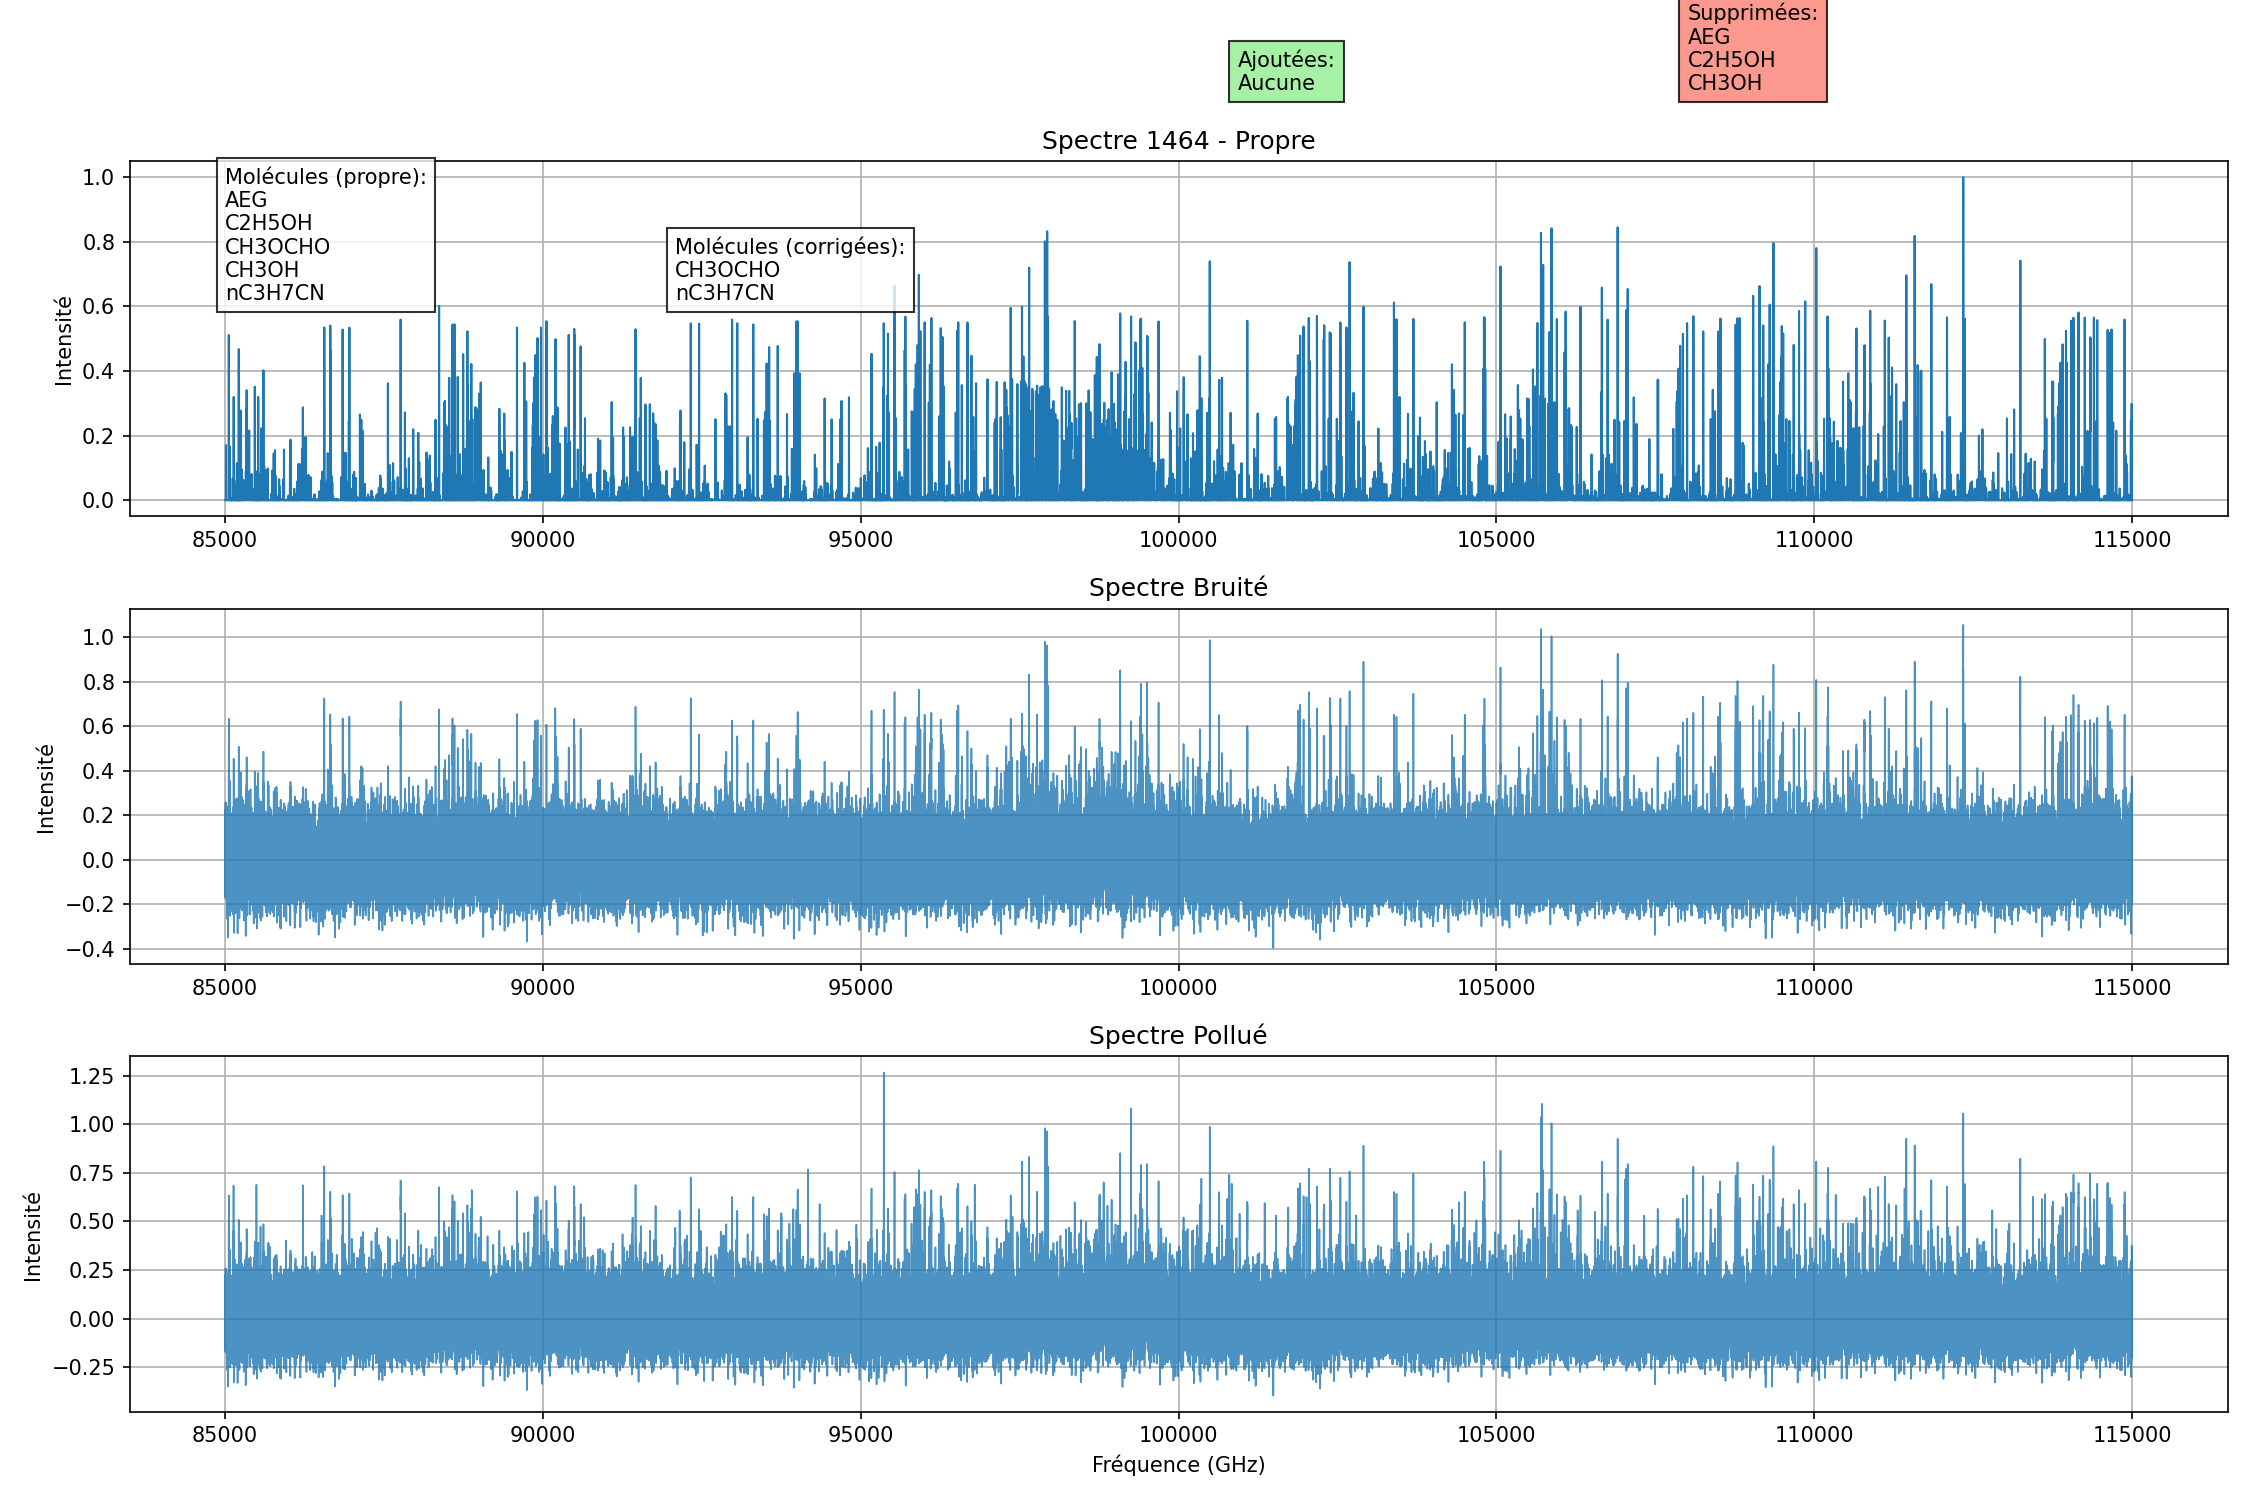 Supprimées:
AEG
C2H5OH
CH3OH
Ajoutées:
Aucune
Spectre 1464 - Propre
Molécules (propre):
AEG
C2H5OH
CH3OCHO
CH3OH
nC3H7CN
Molécules (corrigées):
CH3OCHO
nC3H7CN
Intensité
1.0
0.8
0.6
0.4
0.2
0.0
85000 90000 95000 100000 105000 110000 115000
Spectre Bruité
Intensité
1.0
0.8
0.6
0.4
0.2
0.0
−0.2
−0.4
85000 90000 95000 100000 105000 110000 115000
Spectre Pollué
Intensité
1.25
1.00
0.75
0.50
0.25
0.00
−0.25
85000 90000 95000 100000 105000 110000 115000
Fréquence (GHz)